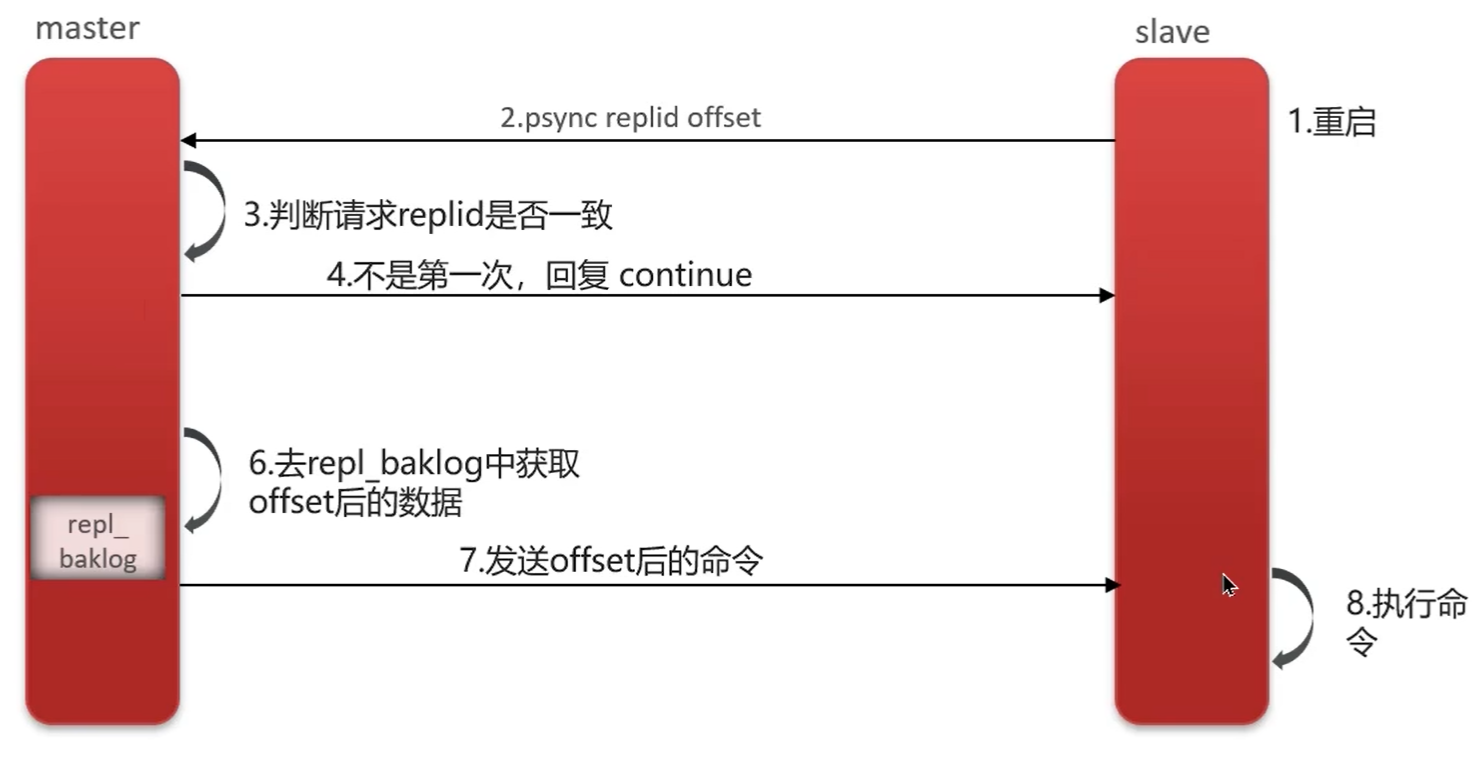 master
slave
1.重启
2.psync replid offset
3.判断请求replid是否一致
4.不是第一次，回复 continue
6.去repl_baklog中获取
offset后的数据
repl_
baklog
7.发送offset后的命令
8.执行命
令